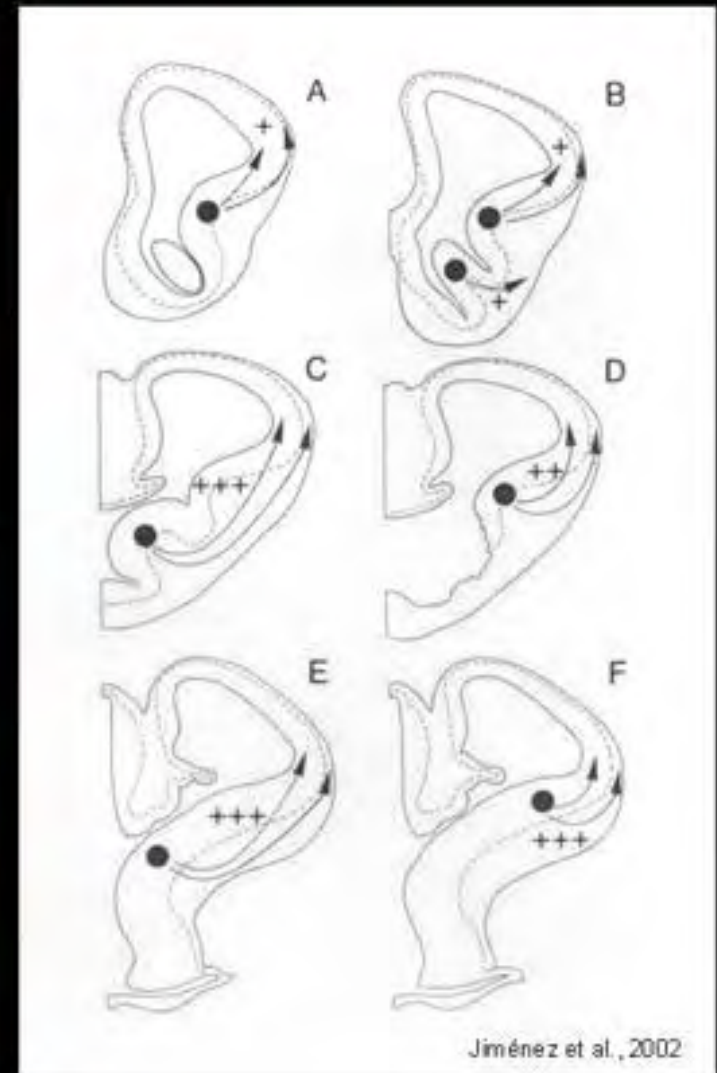 A B
+ +
+
C D
+++ ++
E F
+++ +++
Jiménez et al., 2002